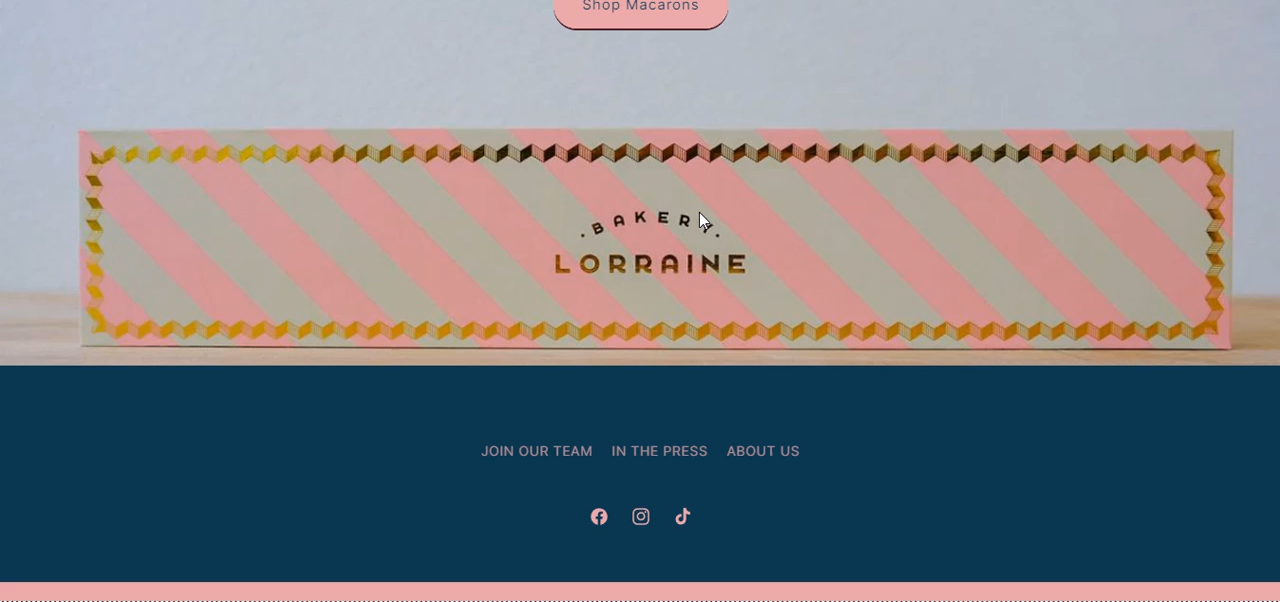 Shop Macarons
. BAKERY .
LORRAINE
JOIN OUR TEAM IN THE PRESS ABOUT US